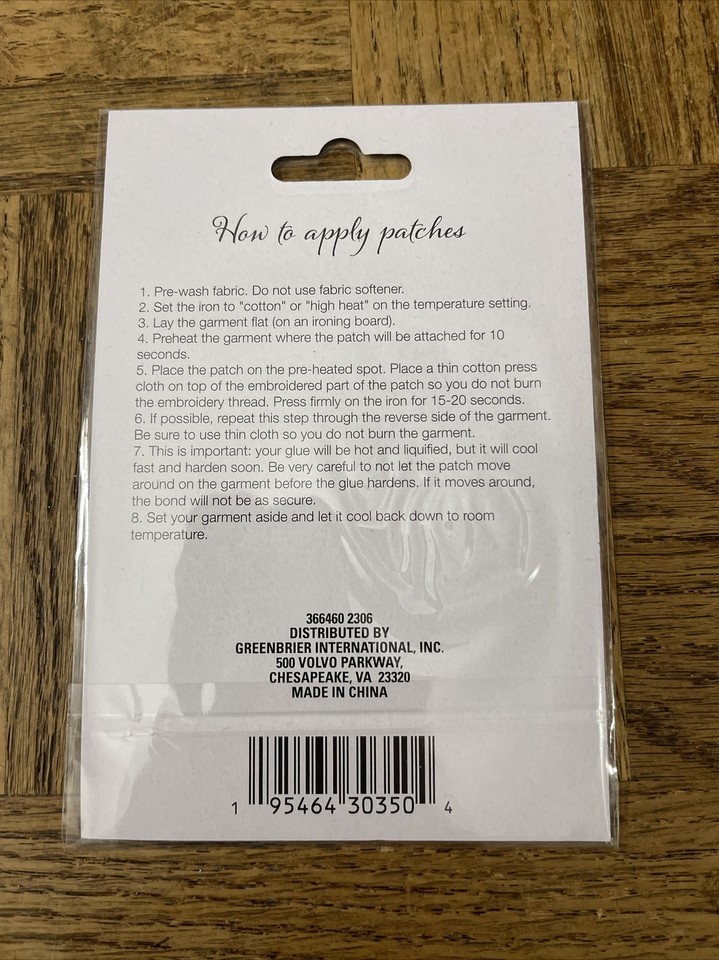 How to apply patches
1. Pre-wash fabric. Do not use fabric softener.
2. Set the iron to "cotton" or "high heat" on the temperature setting.
3. Lay the garment flat (on an ironing board).
4. Preheat the garment where the patch will be attached for 10
seconds.
5. Place the patch on the pre-heated spot. Place a thin cotton press
cloth on top of the embroidered part of the patch so you do not burn
the embroidery thread. Press firmly on the iron for 15-20 seconds.
6. If possible, repeat this step through the reverse side of the garment.
Be sure to use thin cloth so you do not burn the garment.
7. This is important: your glue will be hot and liquified, but it will cool
fast and harden soon. Be very careful to not let the patch move
around on the garment before the glue hardens. If it moves around,
the bond will not be as secure.
8. Set your garment aside and let it cool back down to room
temperature.
366460 2306
DISTRIBUTED BY
GREENBRIER INTERNATIONAL, INC.
500 VOLVO PARKWAY,
CHESAPEAKE, VA 23320
MADE IN CHINA
1 95464 30350 4